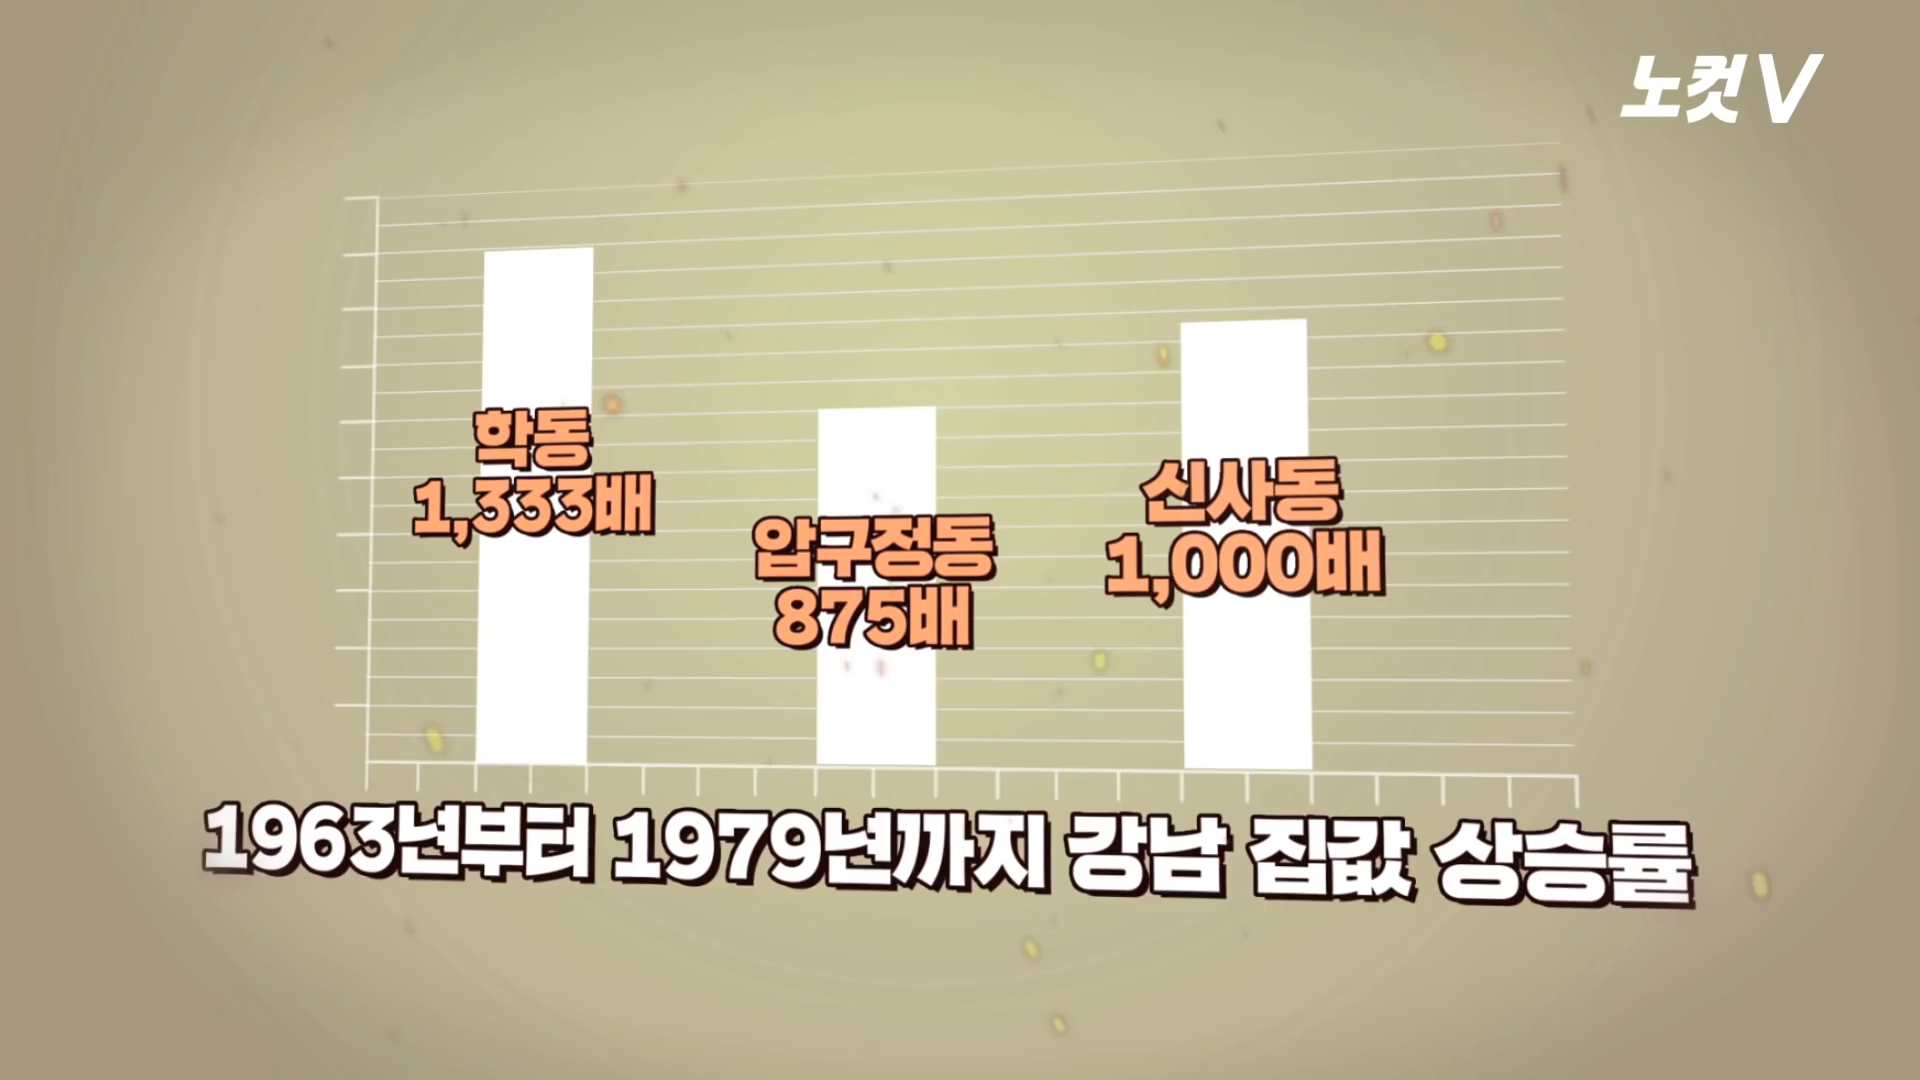 노컷V
학동
1,333배
압구정동
875배
신사동
1,000배
1963년부터 1979년까지 강남 집값 상승률